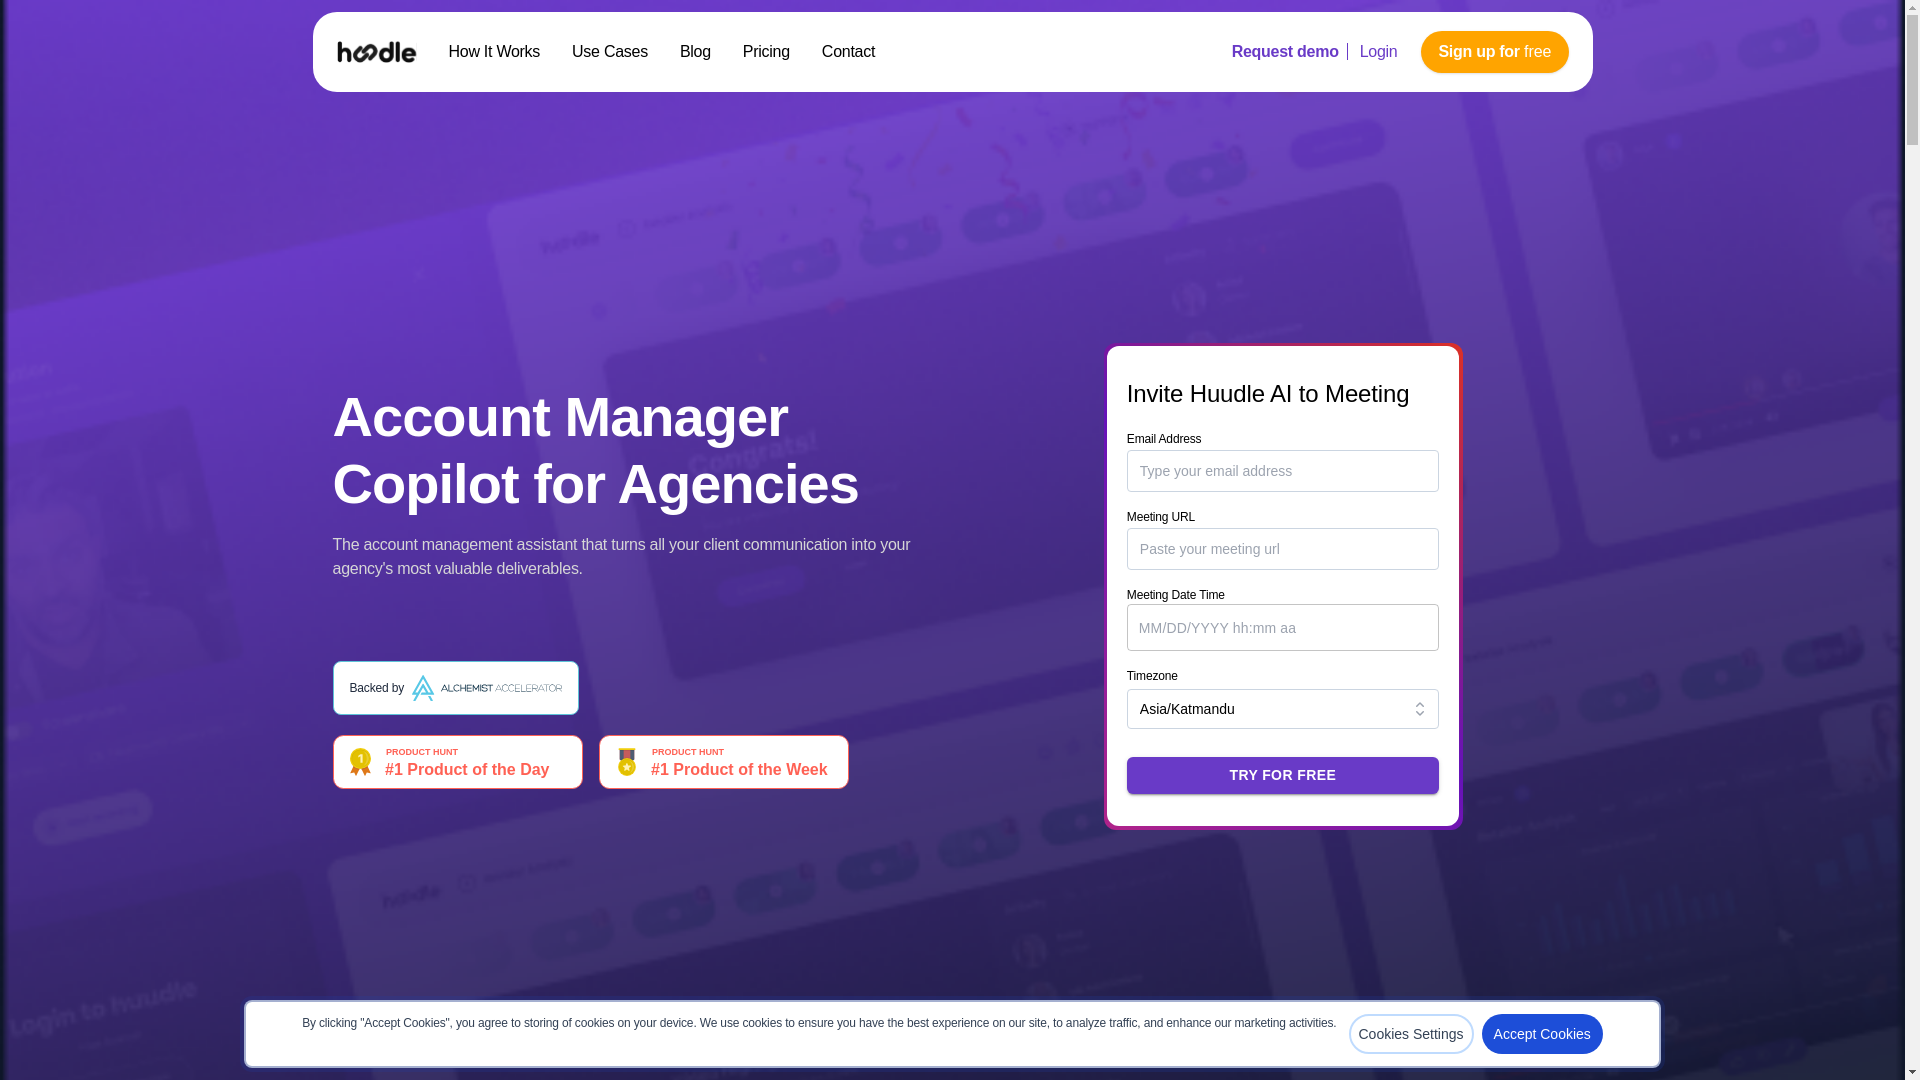 huudle
How It Works
Use Cases
Blog
Pricing
Contact
Request demo
Login
Sign up for free
Account Manager
Copilot for Agencies
The account management assistant that turns all your client communication into your
agency's most valuable deliverables.
Backed by ALCHEMIST ACCELERATOR
PRODUCT HUNT
#1 Product of the Day
PRODUCT HUNT
#1 Product of the Week
Invite Huudle AI to Meeting
Email Address
Type your email address
Meeting URL
Paste your meeting url
Meeting Date Time
MM/DD/YYYY hh:mm aa
Timezone
Asia/Katmandu
TRY FOR FREE
Congrats!
Login to huudle
By clicking "Accept Cookies", you agree to storing of cookies on your device. We use cookies to ensure you have the best experience on our site, to analyze traffic, and enhance our marketing activities.
Cookies Settings
Accept Cookies